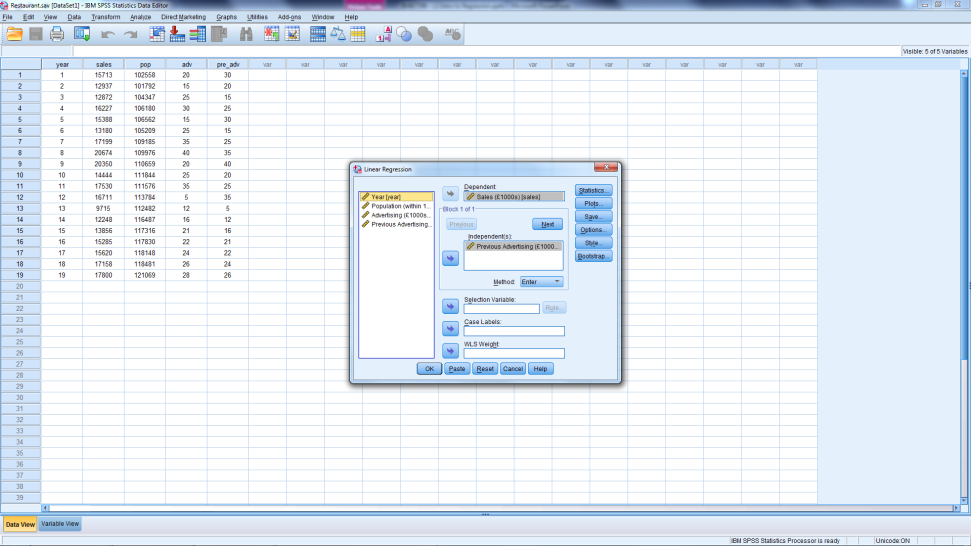 Restaurant.sav [DataSet1] - IBM SPSS Statistics Data Editor
File Edit View Data Transform Analyze Direct Marketing Graphs Utilities Add-ons Window Help
Visible: 5 of 5 Variables
year sales pop adv pre_adv var var var var var var var var var var var var var var var
1 1 15713 102558 20 30
2 2 12937 101792 15 20
3 3 12872 104347 25 15
4 4 16227 106180 30 25
5 5 15388 106562 15 30
6 6 13180 105209 25 15
7 7 17199 109185 35 25
8 8 20674 109976 40 35
9 9 20350 110659 20 40
10 10 14444 111844 25 20
11 11 17530 111576 35 25
12 12 16711 113784 5 35
13 13 9715 112482 12 5
14 14 12248 116487 16 12
15 15 13856 117316 21 16
16 16 15287 117830 22 21
17 17 15620 118148 24 22
18 18 17158 118481 26 24
19 19 17800 121069 28 26
20
21
22
23
24
25
26
27
28
29
30
31
32
33
34
35
36
37
38
39
Linear Regression
Year [year]
Population (within 1...
Advertising (£1000s...
Previous Advertising...
Dependent
Sales (£1000s) [sales]
Block 1 of 1
Previous Next
Independent(s):
Previous Advertising (£1000...
Method: Enter
Selection Variable:
Rule...
Case Labels:
WLS Weight:
Statistics...
Plots...
Save...
Options...
Style...
Bootstrap...
OK Paste Reset Cancel Help
Data View Variable View
IBM SPSS Statistics Processor is ready Unicode:ON